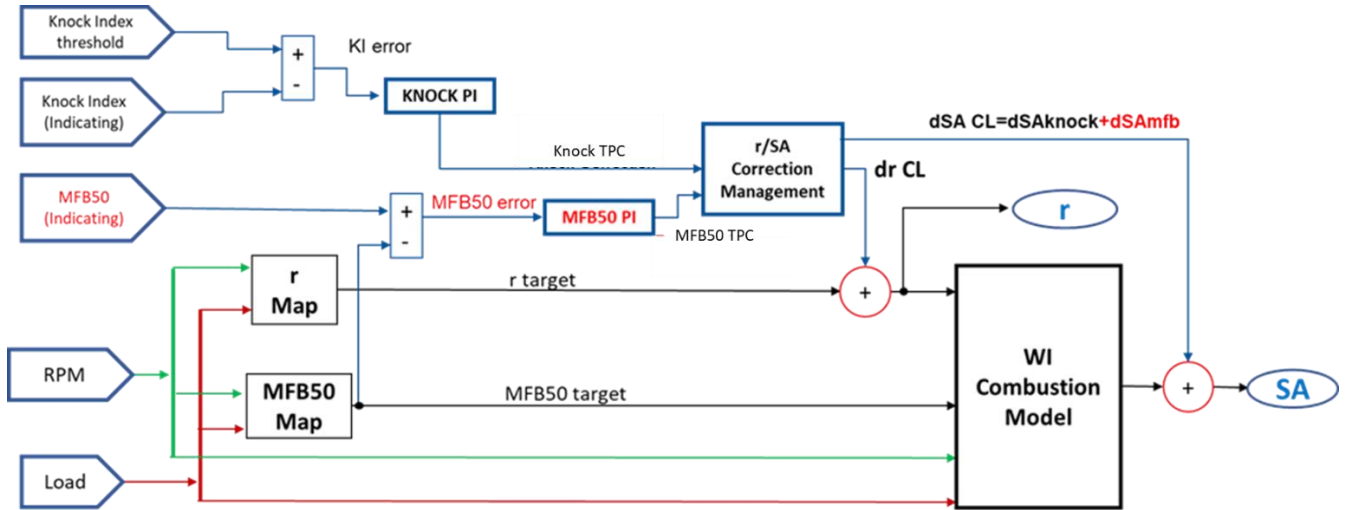 Knock Index
threshold
+
-
KI error
Knock Index
(Indicating)
KNOCK PI
Knock TPC
r/SA
Correction
Management
dSA CL=dSAknock+dSAmfb
dr CL
MFB50
(Indicating)
+
-
MFB50 error
MFB50 PI
MFB50 TPC
r
r
Map
r target
+
RPM
MFB50
Map
MFB50 target
WI
Combustion
Model
+
SA
Load